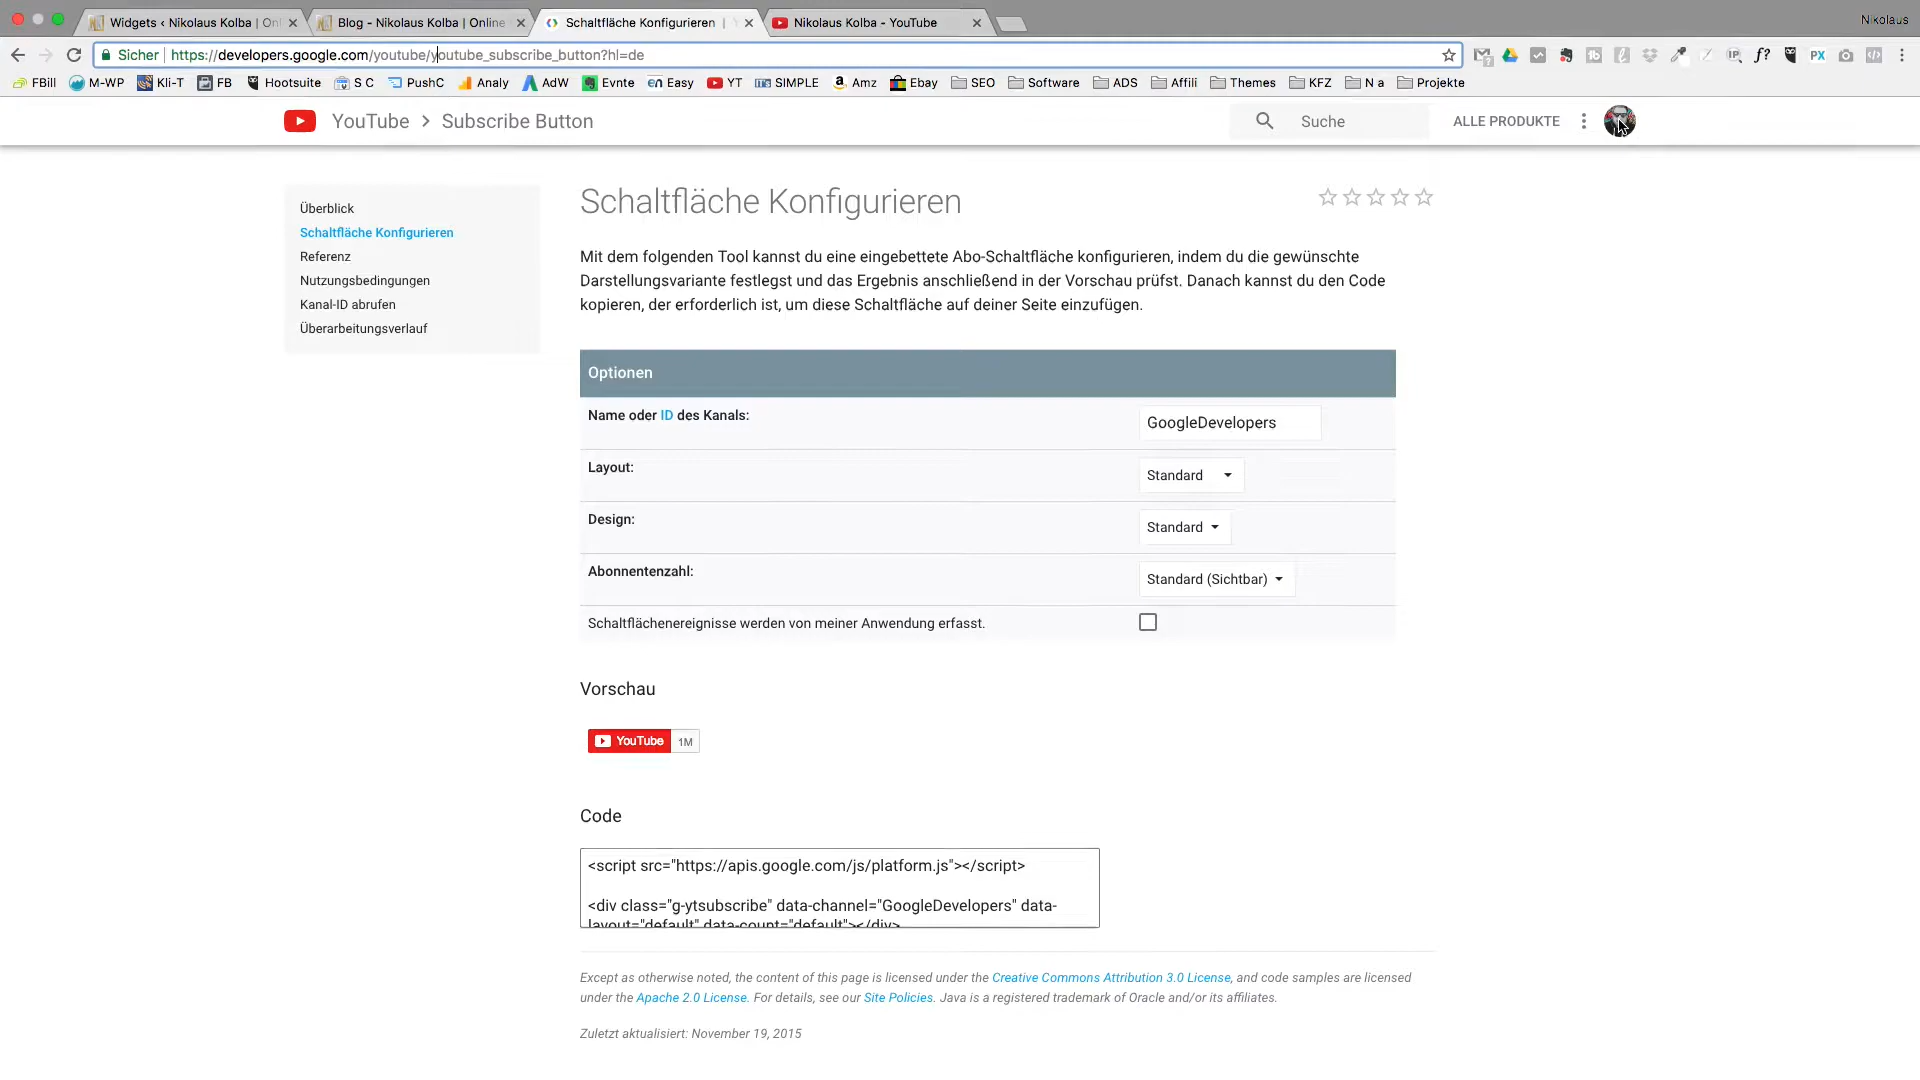 Widgets ‹ Nikolaus Kolba | Onl
Blog - Nikolaus Kolba | Online
Schaltfläche Konfigurieren |
Nikolaus Kolba - YouTube
Nikolaus
Sicher | https://developers.google.com/youtube/youtube_subscribe_button?hl=de
FBill M-WP Kli-T FB Hootsuite S C PushC Analy AdW Evnte Easy YT SIMPLE Amz Ebay SEO Software ADS Affili Themes KFZ N a Projekte
YouTube > Subscribe Button
Suche
ALLE PRODUKTE
Überblick
Schaltfläche Konfigurieren
Referenz
Nutzungsbedingungen
Kanal-ID abrufen
Überarbeitungsverlauf
Schaltfläche Konfigurieren
Mit dem folgenden Tool kannst du eine eingebettete Abo-Schaltfläche konfigurieren, indem du die gewünschte
Darstellungsvariante festlegst und das Ergebnis anschließend in der Vorschau prüfst. Danach kannst du den Code
kopieren, der erforderlich ist, um diese Schaltfläche auf deiner Seite einzufügen.
Optionen
Name oder ID des Kanals: GoogleDevelopers
Layout: Standard
Design: Standard
Abonnentenzahl: Standard (Sichtbar)
Schaltflächenereignisse werden von meiner Anwendung erfasst.
Vorschau
YouTube 1M
Code
<script src="https://apis.google.com/js/platform.js"></script>
<div class="g-ytsubscribe" data-channel="GoogleDevelopers" data-
layout="default" data-count="default"></div>
Except as otherwise noted, the content of this page is licensed under the Creative Commons Attribution 3.0 License, and code samples are licensed
under the Apache 2.0 License. For details, see our Site Policies. Java is a registered trademark of Oracle and/or its affiliates.
Zuletzt aktualisiert: November 19, 2015